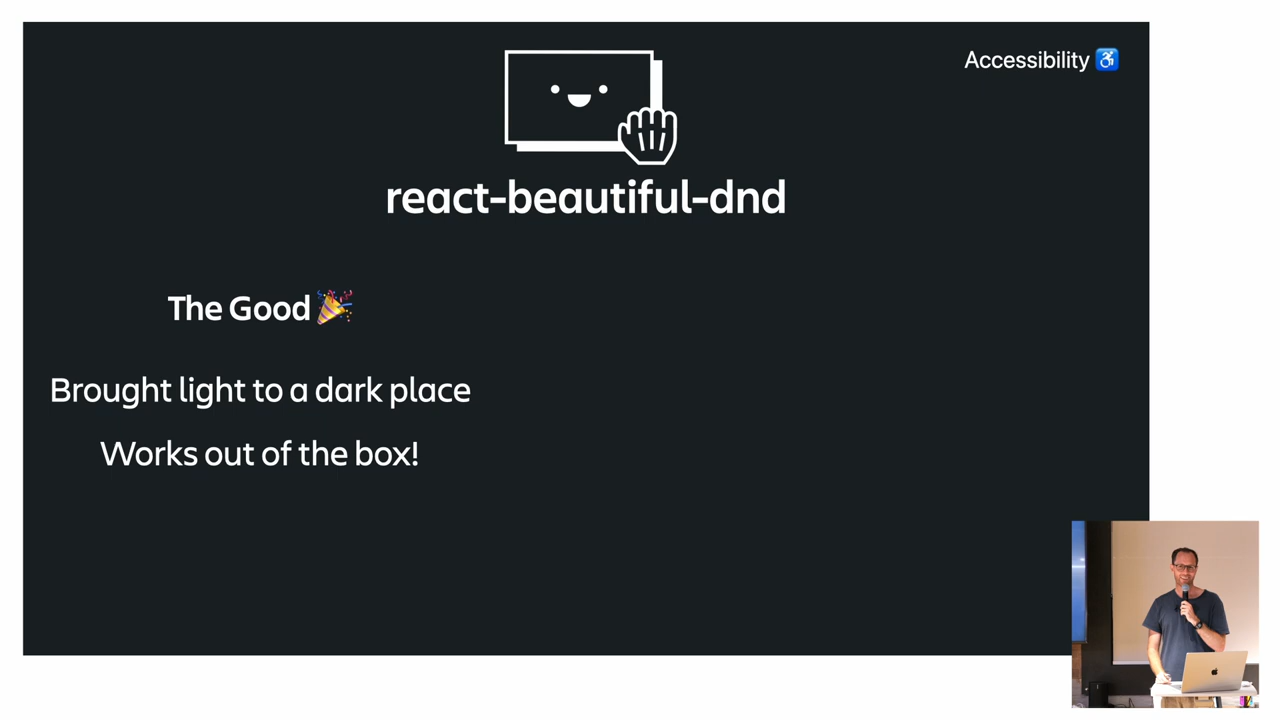 Accessibility ♿
react-beautiful-dnd
The Good 🎉
Brought light to a dark place
Works out of the box!